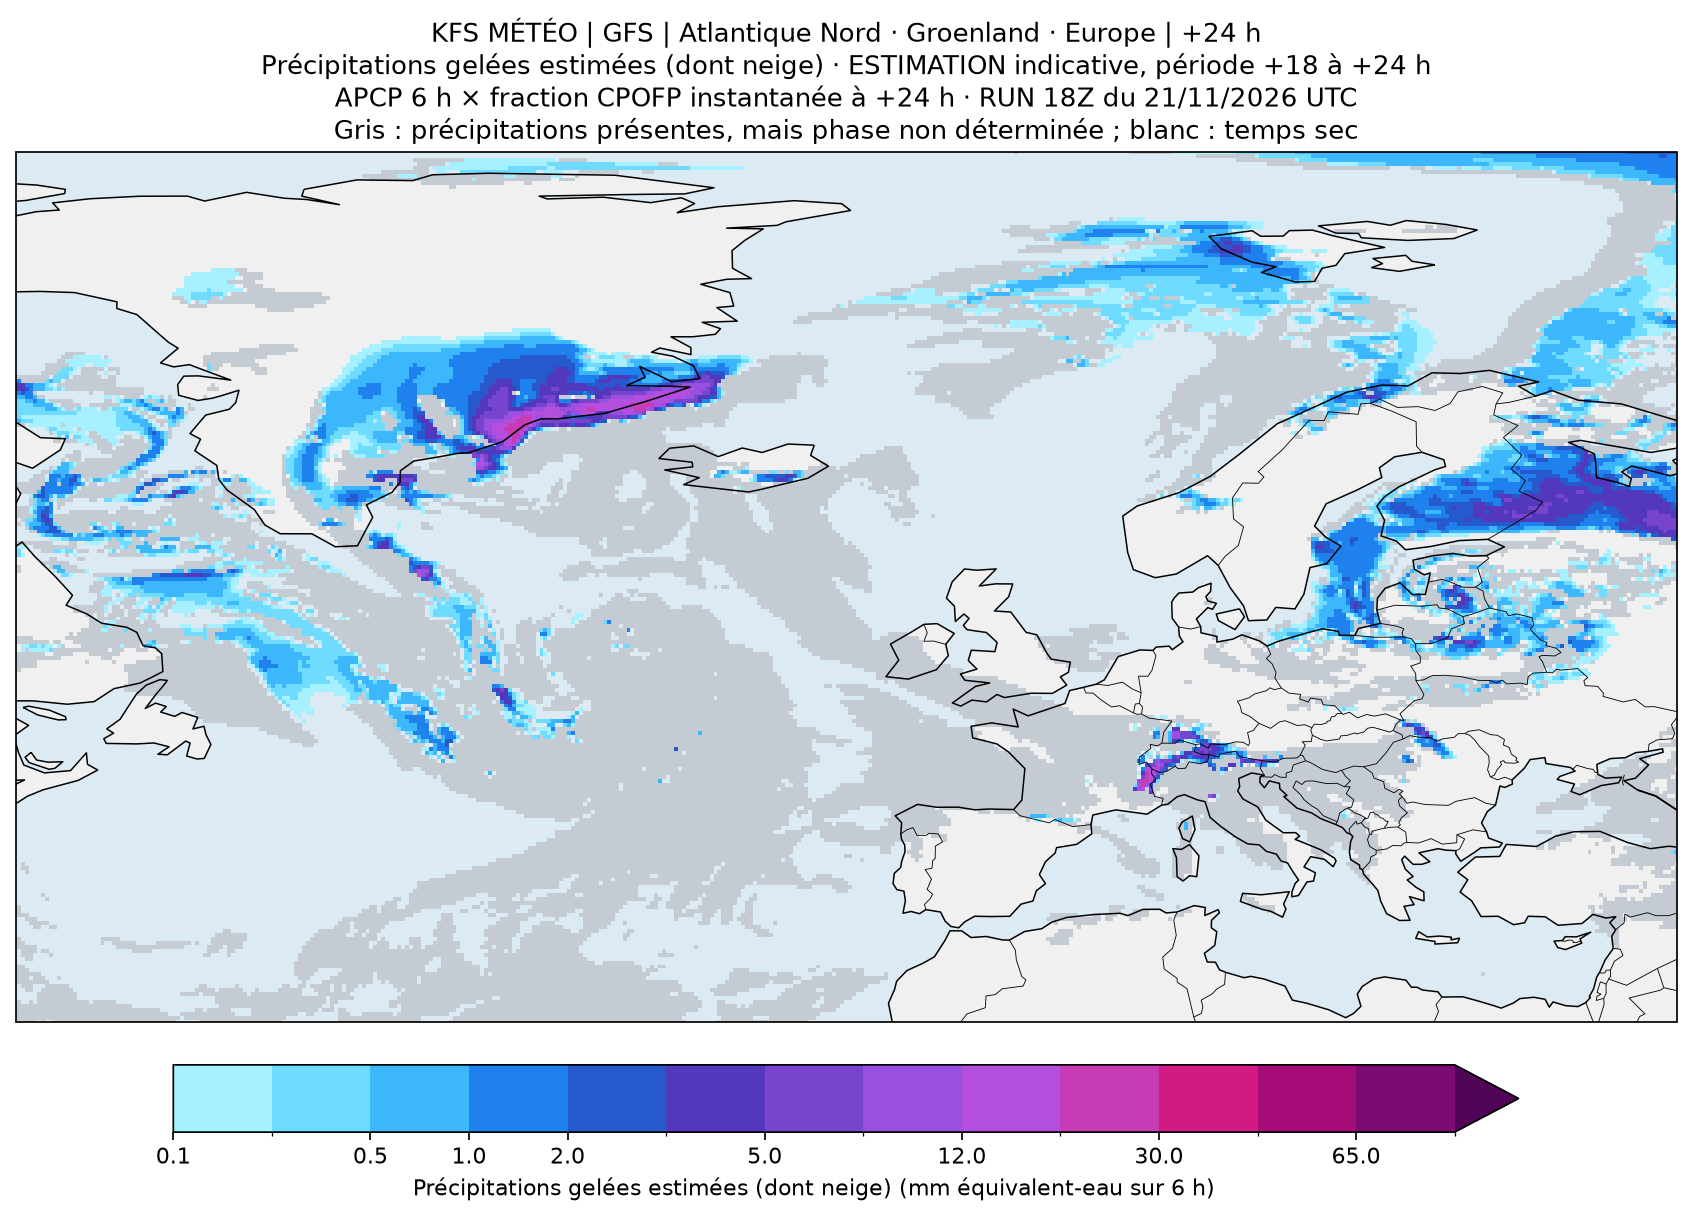 KFS MÉTÉO | GFS | Atlantique Nord · Groenland · Europe | +24 h
Précipitations gelées estimées (dont neige) · ESTIMATION indicative, période +18 à +24 h
APCP 6 h × fraction CPOFP instantanée à +24 h · RUN 18Z du 21/11/2026 UTC
Gris : précipitations présentes, mais phase non déterminée ; blanc : temps sec
0.1 0.5 1.0 2.0 5.0 12.0 30.0 65.0
Précipitations gelées estimées (dont neige) (mm équivalent-eau sur 6 h)